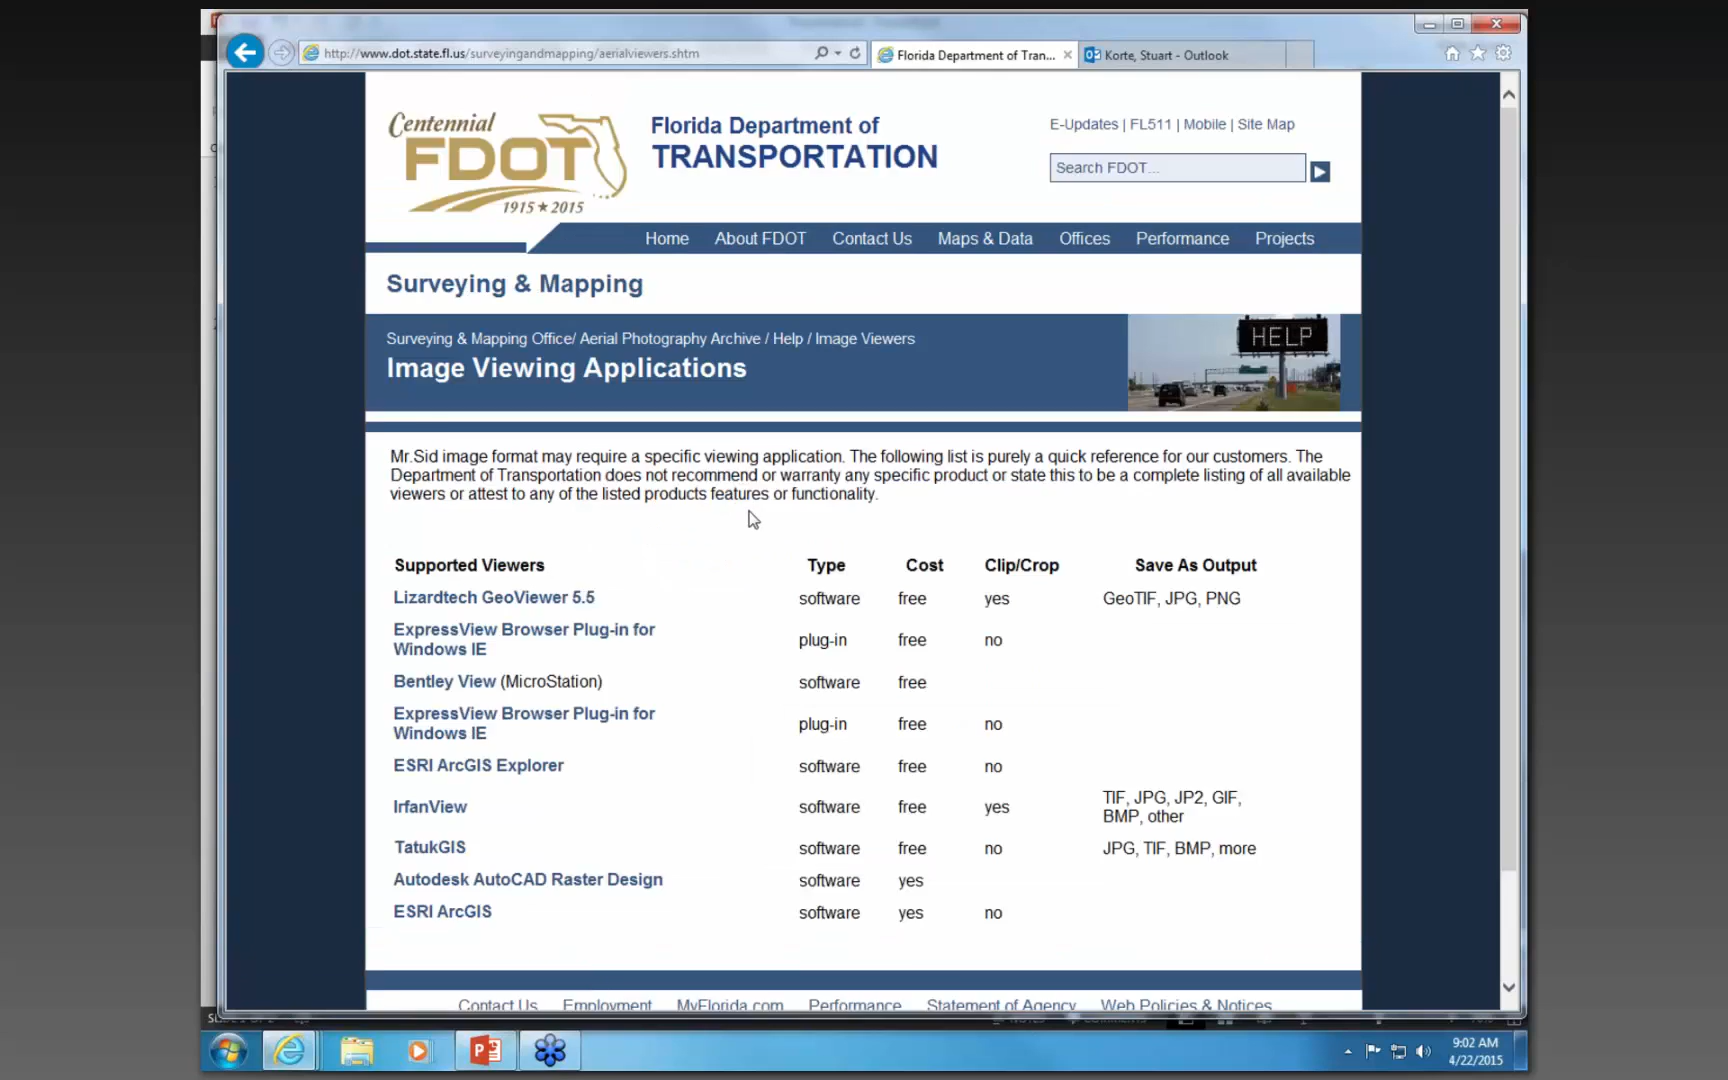 http://www.dot.state.fl.us/surveyingandmapping/aerialviewers.shtm
Florida Department of Tran...
Korte, Stuart - Outlook
Centennial
FDOT
1915 ★ 2015
Florida Department of
TRANSPORTATION
E-Updates | FL511 | Mobile | Site Map
Search FDOT...
Home About FDOT Contact Us Maps & Data Offices Performance Projects
Surveying & Mapping
Surveying & Mapping Office/ Aerial Photography Archive / Help / Image Viewers
Image Viewing Applications
HELP
Mr.Sid image format may require a specific viewing application. The following list is purely a quick reference for our customers. The
Department of Transportation does not recommend or warranty any specific product or state this to be a complete listing of all available
viewers or attest to any of the listed products features or functionality.
Supported Viewers Type Cost Clip/Crop Save As Output
Lizardtech GeoViewer 5.5 software free yes GeoTIF, JPG, PNG
ExpressView Browser Plug-in for
Windows IE plug-in free no
Bentley View (MicroStation) software free
ExpressView Browser Plug-in for
Windows IE plug-in free no
ESRI ArcGIS Explorer software free no
IrfanView software free yes TIF, JPG, JP2, GIF,
BMP, other
TatukGIS software free no JPG, TIF, BMP, more
Autodesk AutoCAD Raster Design software yes
ESRI ArcGIS software yes no
Contact Us Employment MyFlorida.com Performance Statement of Agency Web Policies & Notices
9:02 AM
4/22/2015